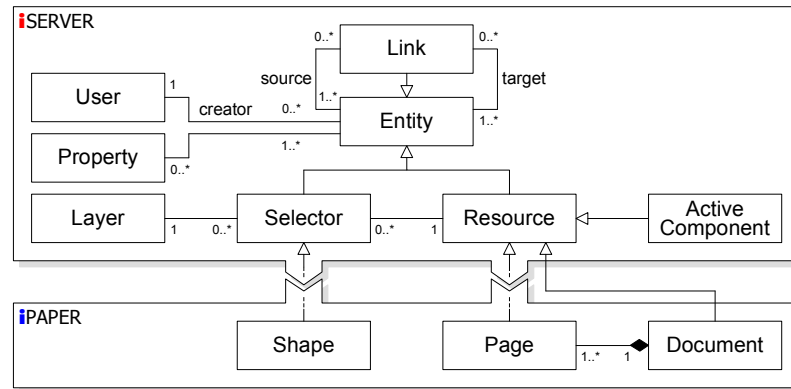 iSERVER
0..* Link 0..*
source target
1 User creator 0..* 1..* Entity 1..*
Property 0..* 1..*
Layer 1 0..* Selector 0..* 1 Resource Active
Component
iPAPER
Shape Page 1..* 1 Document